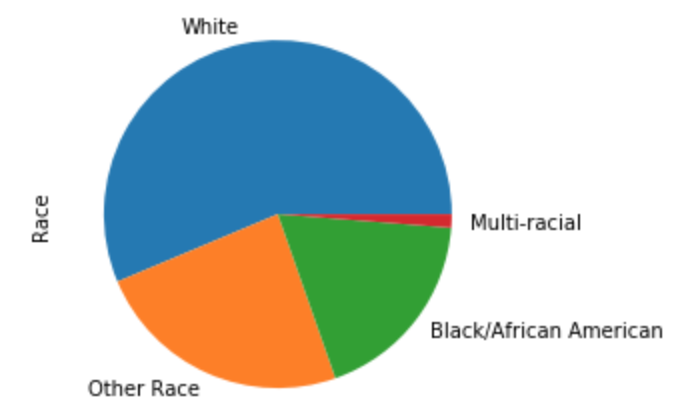 White
Race
Multi-racial
Black/African American
Other Race